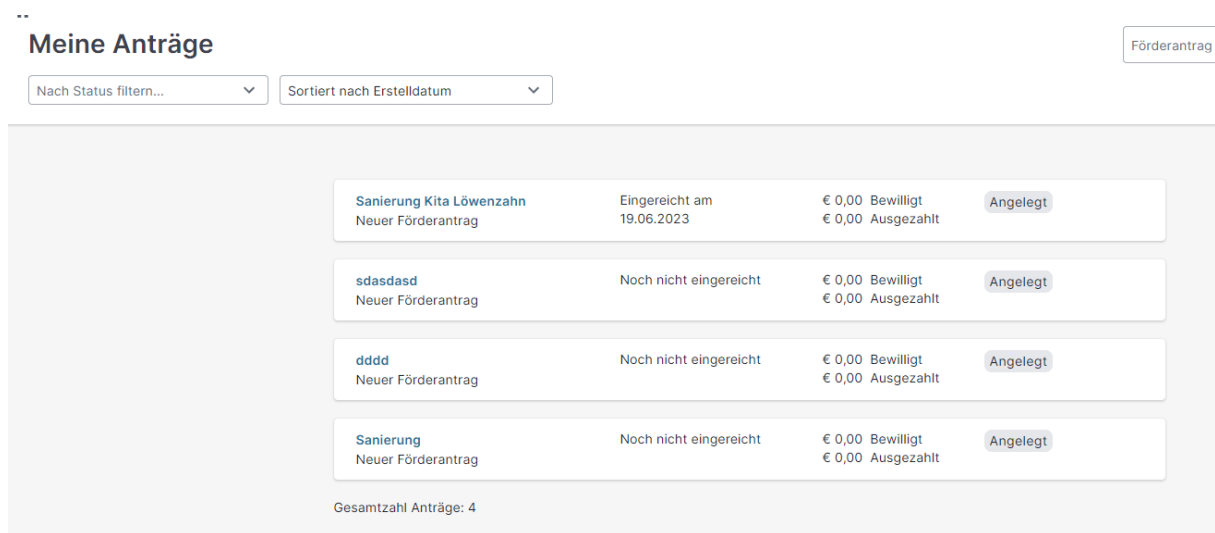 Meine Anträge
Förderantrag
Nach Status filtern...
Sortiert nach Erstelldatum
Sanierung Kita Löwenzahn
Neuer Förderantrag
Eingereicht am
19.06.2023
€ 0,00 Bewilligt
€ 0,00 Ausgezahlt
Angelegt
sdasdasd
Neuer Förderantrag
Noch nicht eingereicht
€ 0,00 Bewilligt
€ 0,00 Ausgezahlt
Angelegt
dddd
Neuer Förderantrag
Noch nicht eingereicht
€ 0,00 Bewilligt
€ 0,00 Ausgezahlt
Angelegt
Sanierung
Neuer Förderantrag
Noch nicht eingereicht
€ 0,00 Bewilligt
€ 0,00 Ausgezahlt
Angelegt
Gesamtzahl Anträge: 4